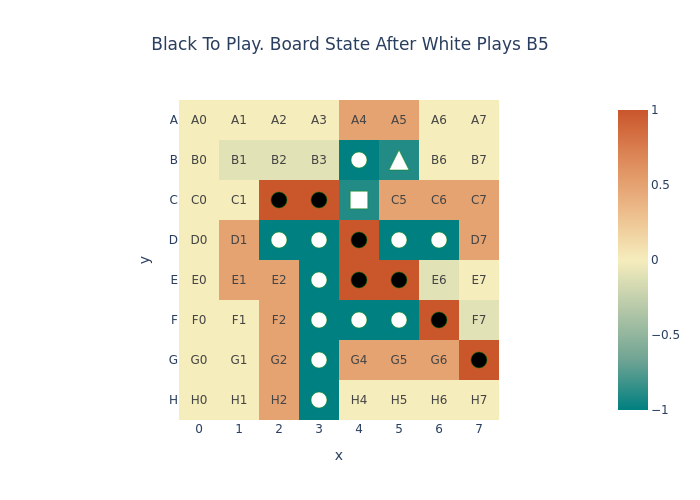 Black To Play. Board State After White Plays B5
A A0 A1 A2 A3 A4 A5 A6 A7
B B0 B1 B2 B3 B6 B7
C C0 C1 C5 C6 C7
D D0 D1 D7
E E0 E1 E2 E6 E7
F F0 F1 F2 F7
G G0 G1 G2 G4 G5 G6
H H0 H1 H2 H4 H5 H6 H7
0 1 2 3 4 5 6 7
x
y
1
0.5
0
−0.5
−1